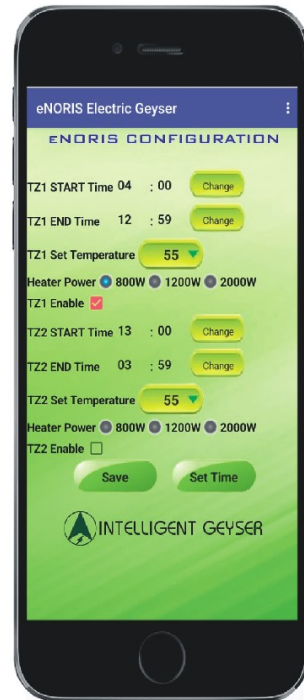 eNORIS Electric Geyser
eNORIS CONFIGURATION
TZ1 START Time 04 : 00 Change
TZ1 END Time 12 : 59 Change
TZ1 Set Temperature 55
Heater Power 800W 1200W 2000W
TZ1 Enable
TZ2 START Time 13 : 00 Change
TZ2 END Time 03 : 59 Change
TZ2 Set Temperature 55
Heater Power 800W 1200W 2000W
TZ2 Enable
Save Set Time
INTELLIGENT GEYSER